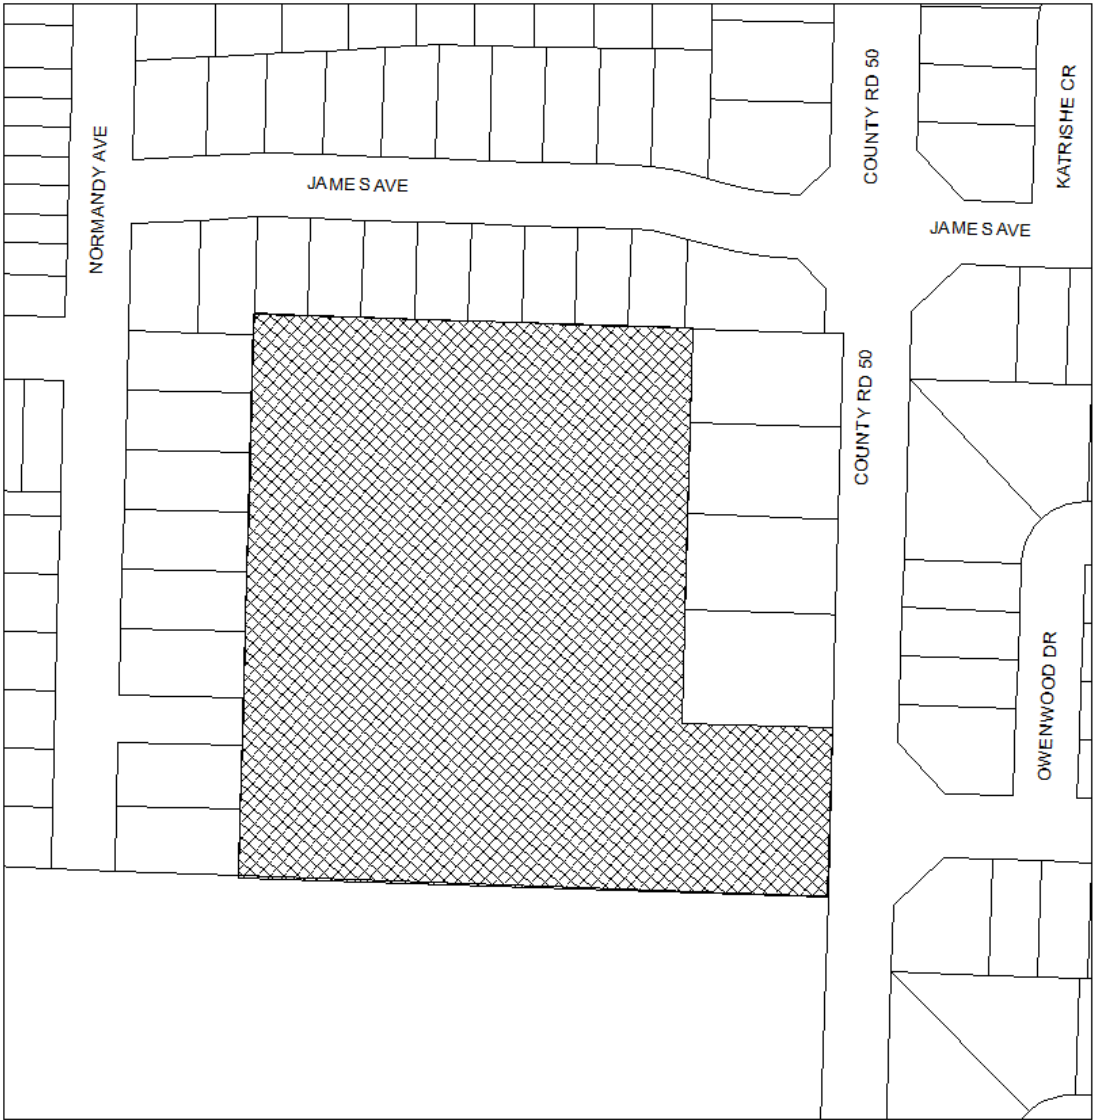 COUNTY RD 50
KATRISHE CR
NORMANDY AVE
JAMES AVE
JAMES AVE
COUNTY RD 50
OWENWOOD DR